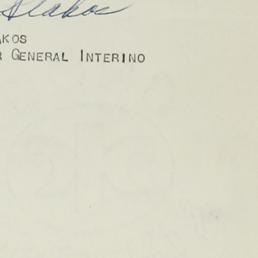 AKOS
R GENERAL INTERINO